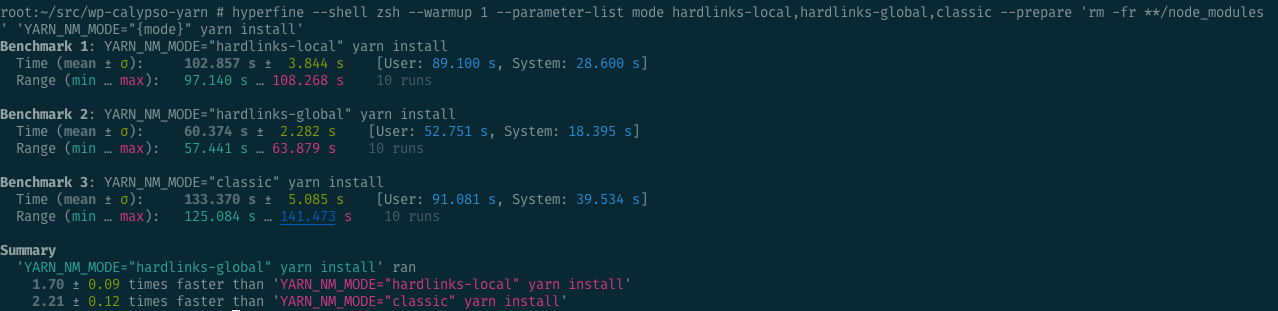 root:~/src/wp-calypso-yarn # hyperfine --shell zsh --warmup 1 --parameter-list mode hardlinks-local,hardlinks-global,classic --prepare 'rm -fr **/node_modules
' 'YARN_NM_MODE="{mode}" yarn install'
Benchmark 1: YARN_NM_MODE="hardlinks-local" yarn install
Time (mean ± σ): 102.857 s ± 3.844 s [User: 89.100 s, System: 28.600 s]
Range (min … max): 97.140 s … 108.268 s 10 runs
Benchmark 2: YARN_NM_MODE="hardlinks-global" yarn install
Time (mean ± σ): 60.374 s ± 2.282 s [User: 52.751 s, System: 18.395 s]
Range (min … max): 57.441 s … 63.879 s 10 runs
Benchmark 3: YARN_NM_MODE="classic" yarn install
Time (mean ± σ): 133.370 s ± 5.085 s [User: 91.081 s, System: 39.534 s]
Range (min … max): 125.084 s … 141.473 s 10 runs
Summary
'YARN_NM_MODE="hardlinks-global" yarn install' ran
1.70 ± 0.09 times faster than 'YARN_NM_MODE="hardlinks-local" yarn install'
2.21 ± 0.12 times faster than 'YARN_NM_MODE="classic" yarn install'